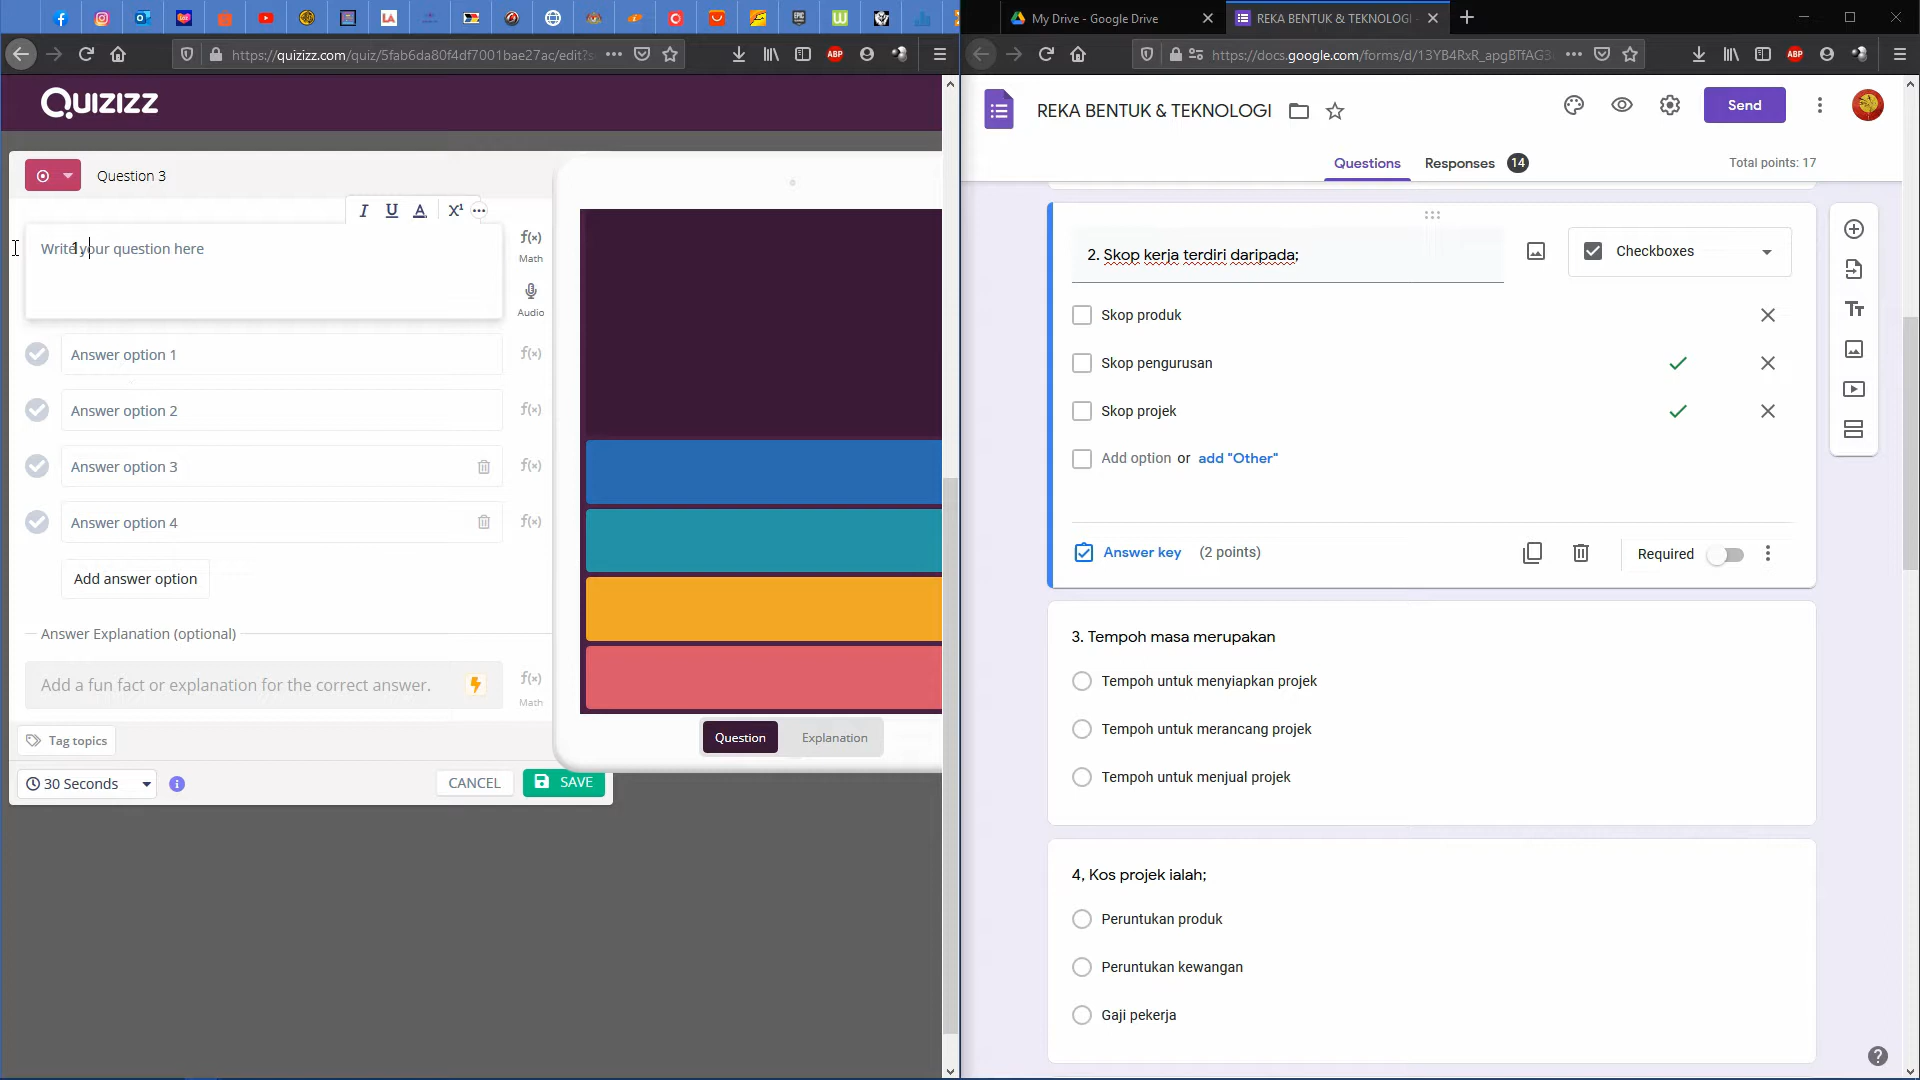 My Drive - Google Drive
REKA BENTUK & TEKNOLOGI -
https://quizizz.com/quiz/5fab6da80f4df7001bae27ac/edit?s
https://docs.google.com/forms/d/13YB4RxR_apgBTfAG3
Quizizz
Question 3
Write your question here
1.
f(x)
Math
Audio
Answer option 1
f(x)
Answer option 2
f(x)
Answer option 3
f(x)
Answer option 4
f(x)
Add answer option
Answer Explanation (optional)
Add a fun fact or explanation for the correct answer.
f(x)
Math
Tag topics
30 Seconds
CANCEL
SAVE
Question
Explanation
REKA BENTUK & TEKNOLOGI
Send
Questions
Responses
14
Total points: 17
2. Skop kerja terdiri daripada;
Checkboxes
Skop produk
Skop pengurusan
Skop projek
Add option or add "Other"
Answer key
(2 points)
Required
3. Tempoh masa merupakan
Tempoh untuk menyiapkan projek
Tempoh untuk merancang projek
Tempoh untuk menjual projek
4, Kos projek ialah;
Peruntukan produk
Peruntukan kewangan
Gaji pekerja